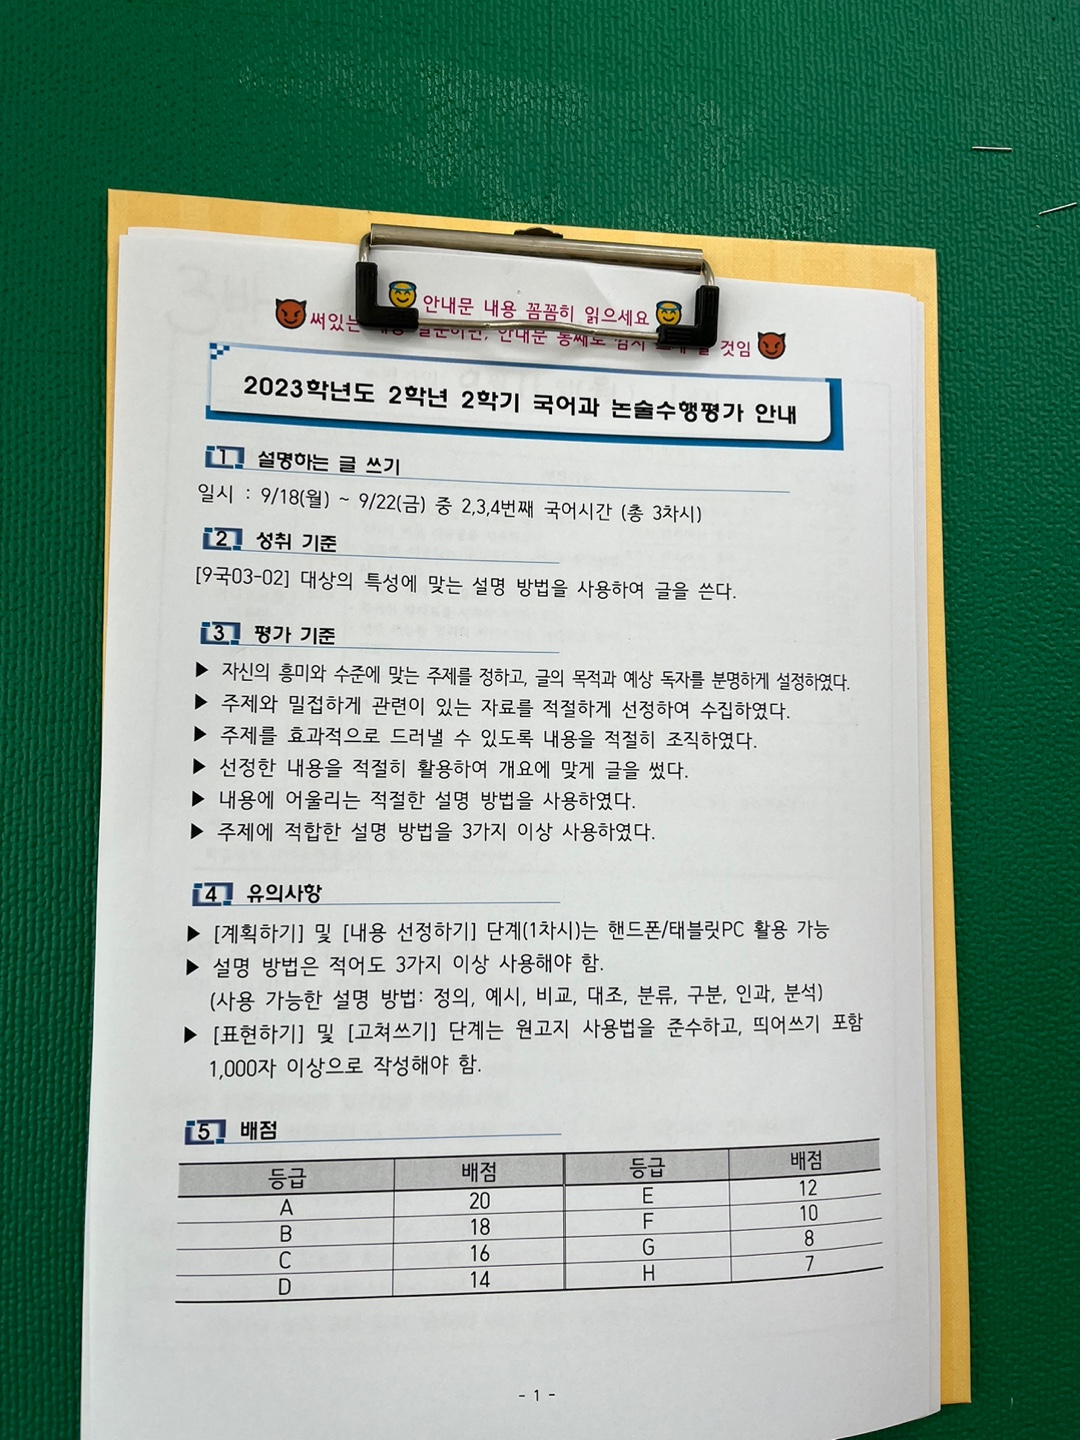 안내문 내용 꼼꼼히 읽으세요
써있는 안내문 것임
2023학년도 2학년 2학기 국어과 논술수행평가 안내
1 설명하는 글 쓰기
일시 : 9/18(월) ~ 9/22(금) 중 2,3,4번째 국어시간 (총 3차시)
2 성취 기준
[9국03-02] 대상의 특성에 맞는 설명 방법을 사용하여 글을 쓴다.
3 평가 기준
▶ 자신의 흥미와 수준에 맞는 주제를 정하고, 글의 목적과 예상 독자를 분명하게 설정하였다.
▶ 주제와 밀접하게 관련이 있는 자료를 적절하게 선정하여 수집하였다.
▶ 주제를 효과적으로 드러낼 수 있도록 내용을 적절히 조직하였다.
▶ 선정한 내용을 적절히 활용하여 개요에 맞게 글을 썼다.
▶ 내용에 어울리는 적절한 설명 방법을 사용하였다.
▶ 주제에 적합한 설명 방법을 3가지 이상 사용하였다.
4 유의사항
▶ [계획하기] 및 [내용 선정하기] 단계(1차시)는 핸드폰/태블릿PC 활용 가능
▶ 설명 방법은 적어도 3가지 이상 사용해야 함.
(사용 가능한 설명 방법: 정의, 예시, 비교, 대조, 분류, 구분, 인과, 분석)
▶ [표현하기] 및 [고쳐쓰기] 단계는 원고지 사용법을 준수하고, 띄어쓰기 포함
1,000자 이상으로 작성해야 함.
5 배점
등급 배점 등급 배점
A 20 E 12
B 18 F 10
C 16 G 8
D 14 H 7
- 1 -